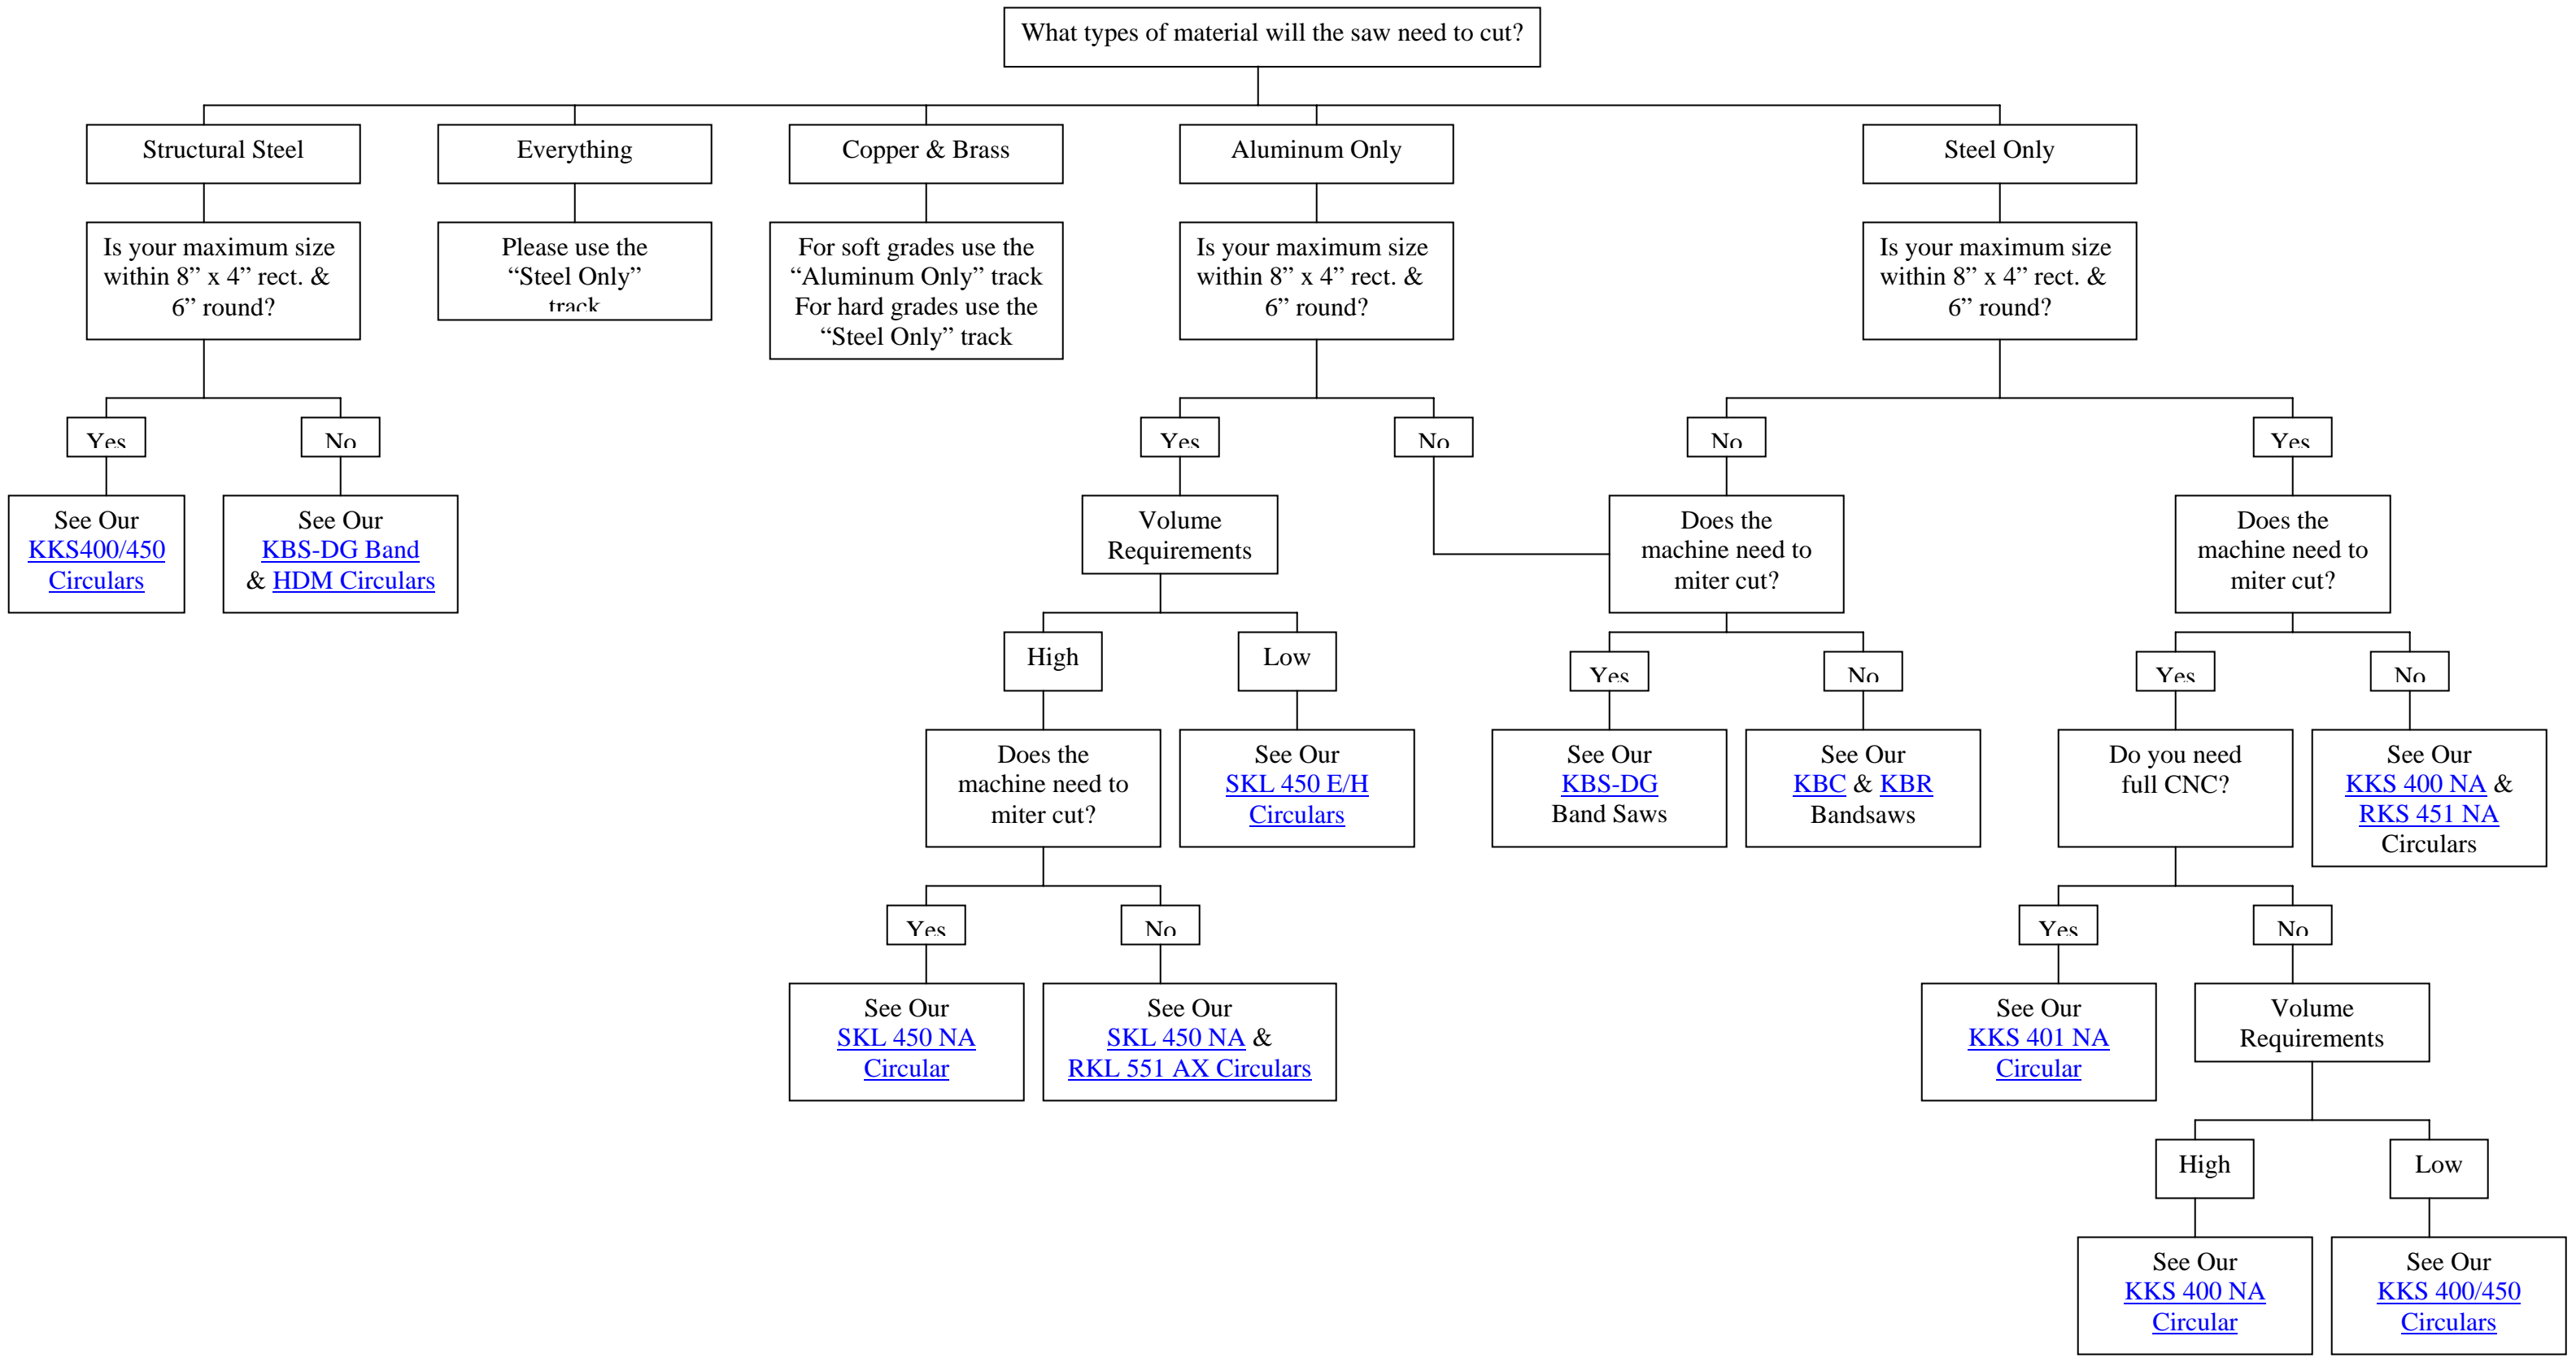 What types of material will the saw need to cut?
Structural Steel
Everything
Copper & Brass
Aluminum Only
Steel Only
Is your maximum size
within 8” x 4” rect. &
6” round?
Please use the
“Steel Only”
track
For soft grades use the
“Aluminum Only” track
For hard grades use the
“Steel Only” track
Is your maximum size
within 8” x 4” rect. &
6” round?
Is your maximum size
within 8” x 4” rect. &
6” round?
Yes
No
Yes
No
No
Yes
See Our
KKS400/450
Circulars
See Our
KBS-DG Band
& HDM Circulars
Volume
Requirements
Does the
machine need to
miter cut?
Does the
machine need to
miter cut?
High
Low
Yes
No
Yes
No
Does the
machine need to
miter cut?
See Our
SKL 450 E/H
Circulars
See Our
KBS-DG
Band Saws
See Our
KBC & KBR
Bandsaws
Do you need
full CNC?
See Our
KKS 400 NA &
RKS 451 NA
Circulars
Yes
No
Yes
No
See Our
SKL 450 NA
Circular
See Our
SKL 450 NA &
RKL 551 AX Circulars
See Our
KKS 401 NA
Circular
Volume
Requirements
High
Low
See Our
KKS 400 NA
Circular
See Our
KKS 400/450
Circulars